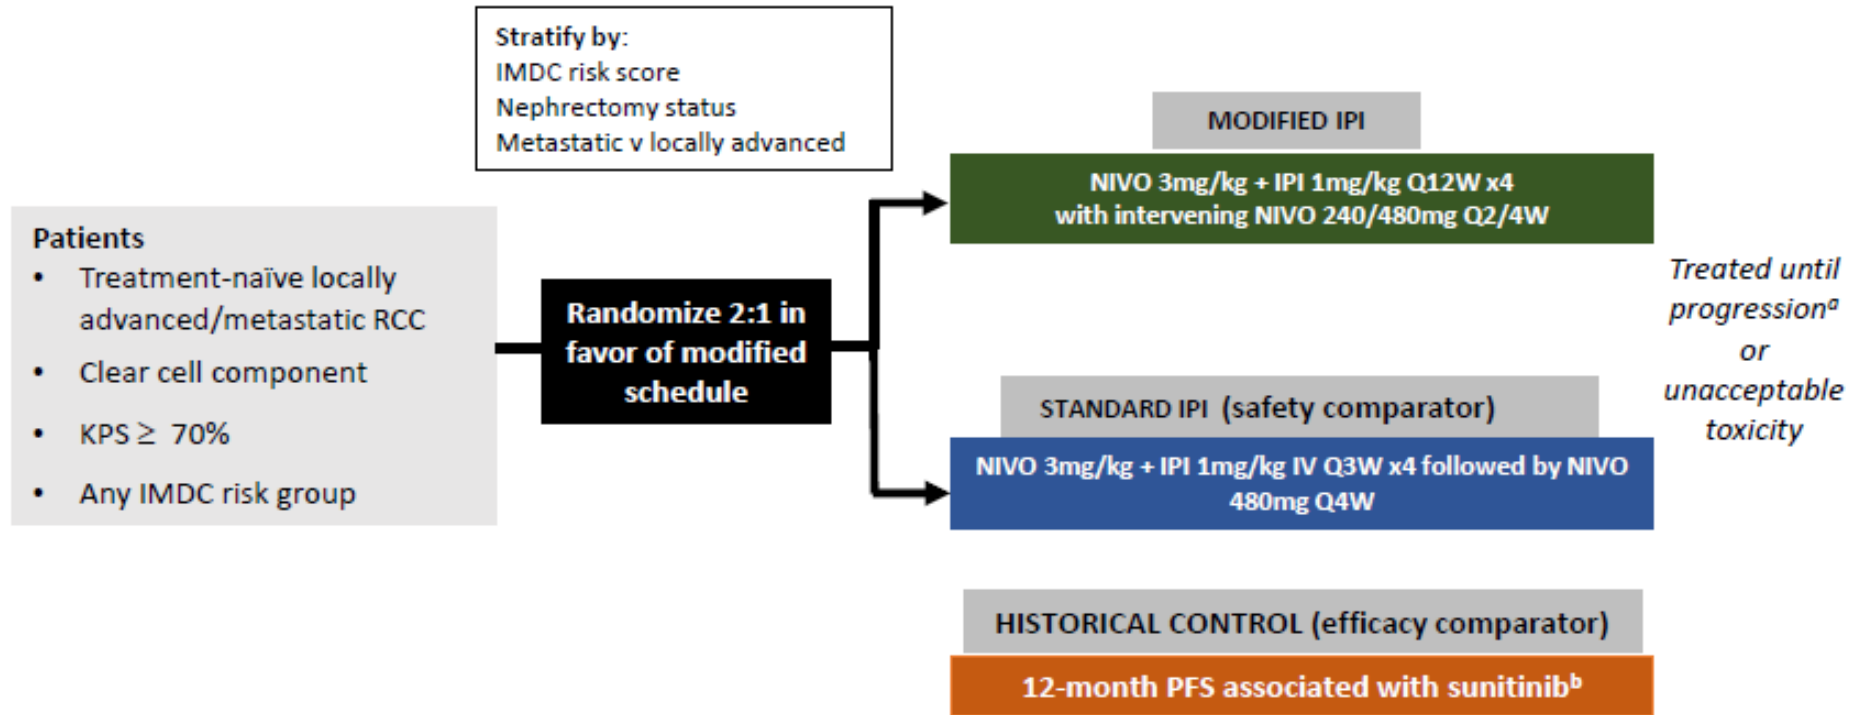 Stratify by:
IMDC risk score
Nephrectomy status
Metastatic v locally advanced
Patients
• Treatment-naïve locally
advanced/metastatic RCC
• Clear cell component
• KPS ≥ 70%
• Any IMDC risk group
Randomize 2:1 in
favor of modified
schedule
MODIFIED IPI
NIVO 3mg/kg + IPI 1mg/kg Q12W x4
with intervening NIVO 240/480mg Q2/4W
STANDARD IPI (safety comparator)
NIVO 3mg/kg + IPI 1mg/kg IV Q3W x4 followed by NIVO
480mg Q4W
Treated until
progressionᵃ
or
unacceptable
toxicity
HISTORICAL CONTROL (efficacy comparator)
12-month PFS associated with sunitinibᵇ